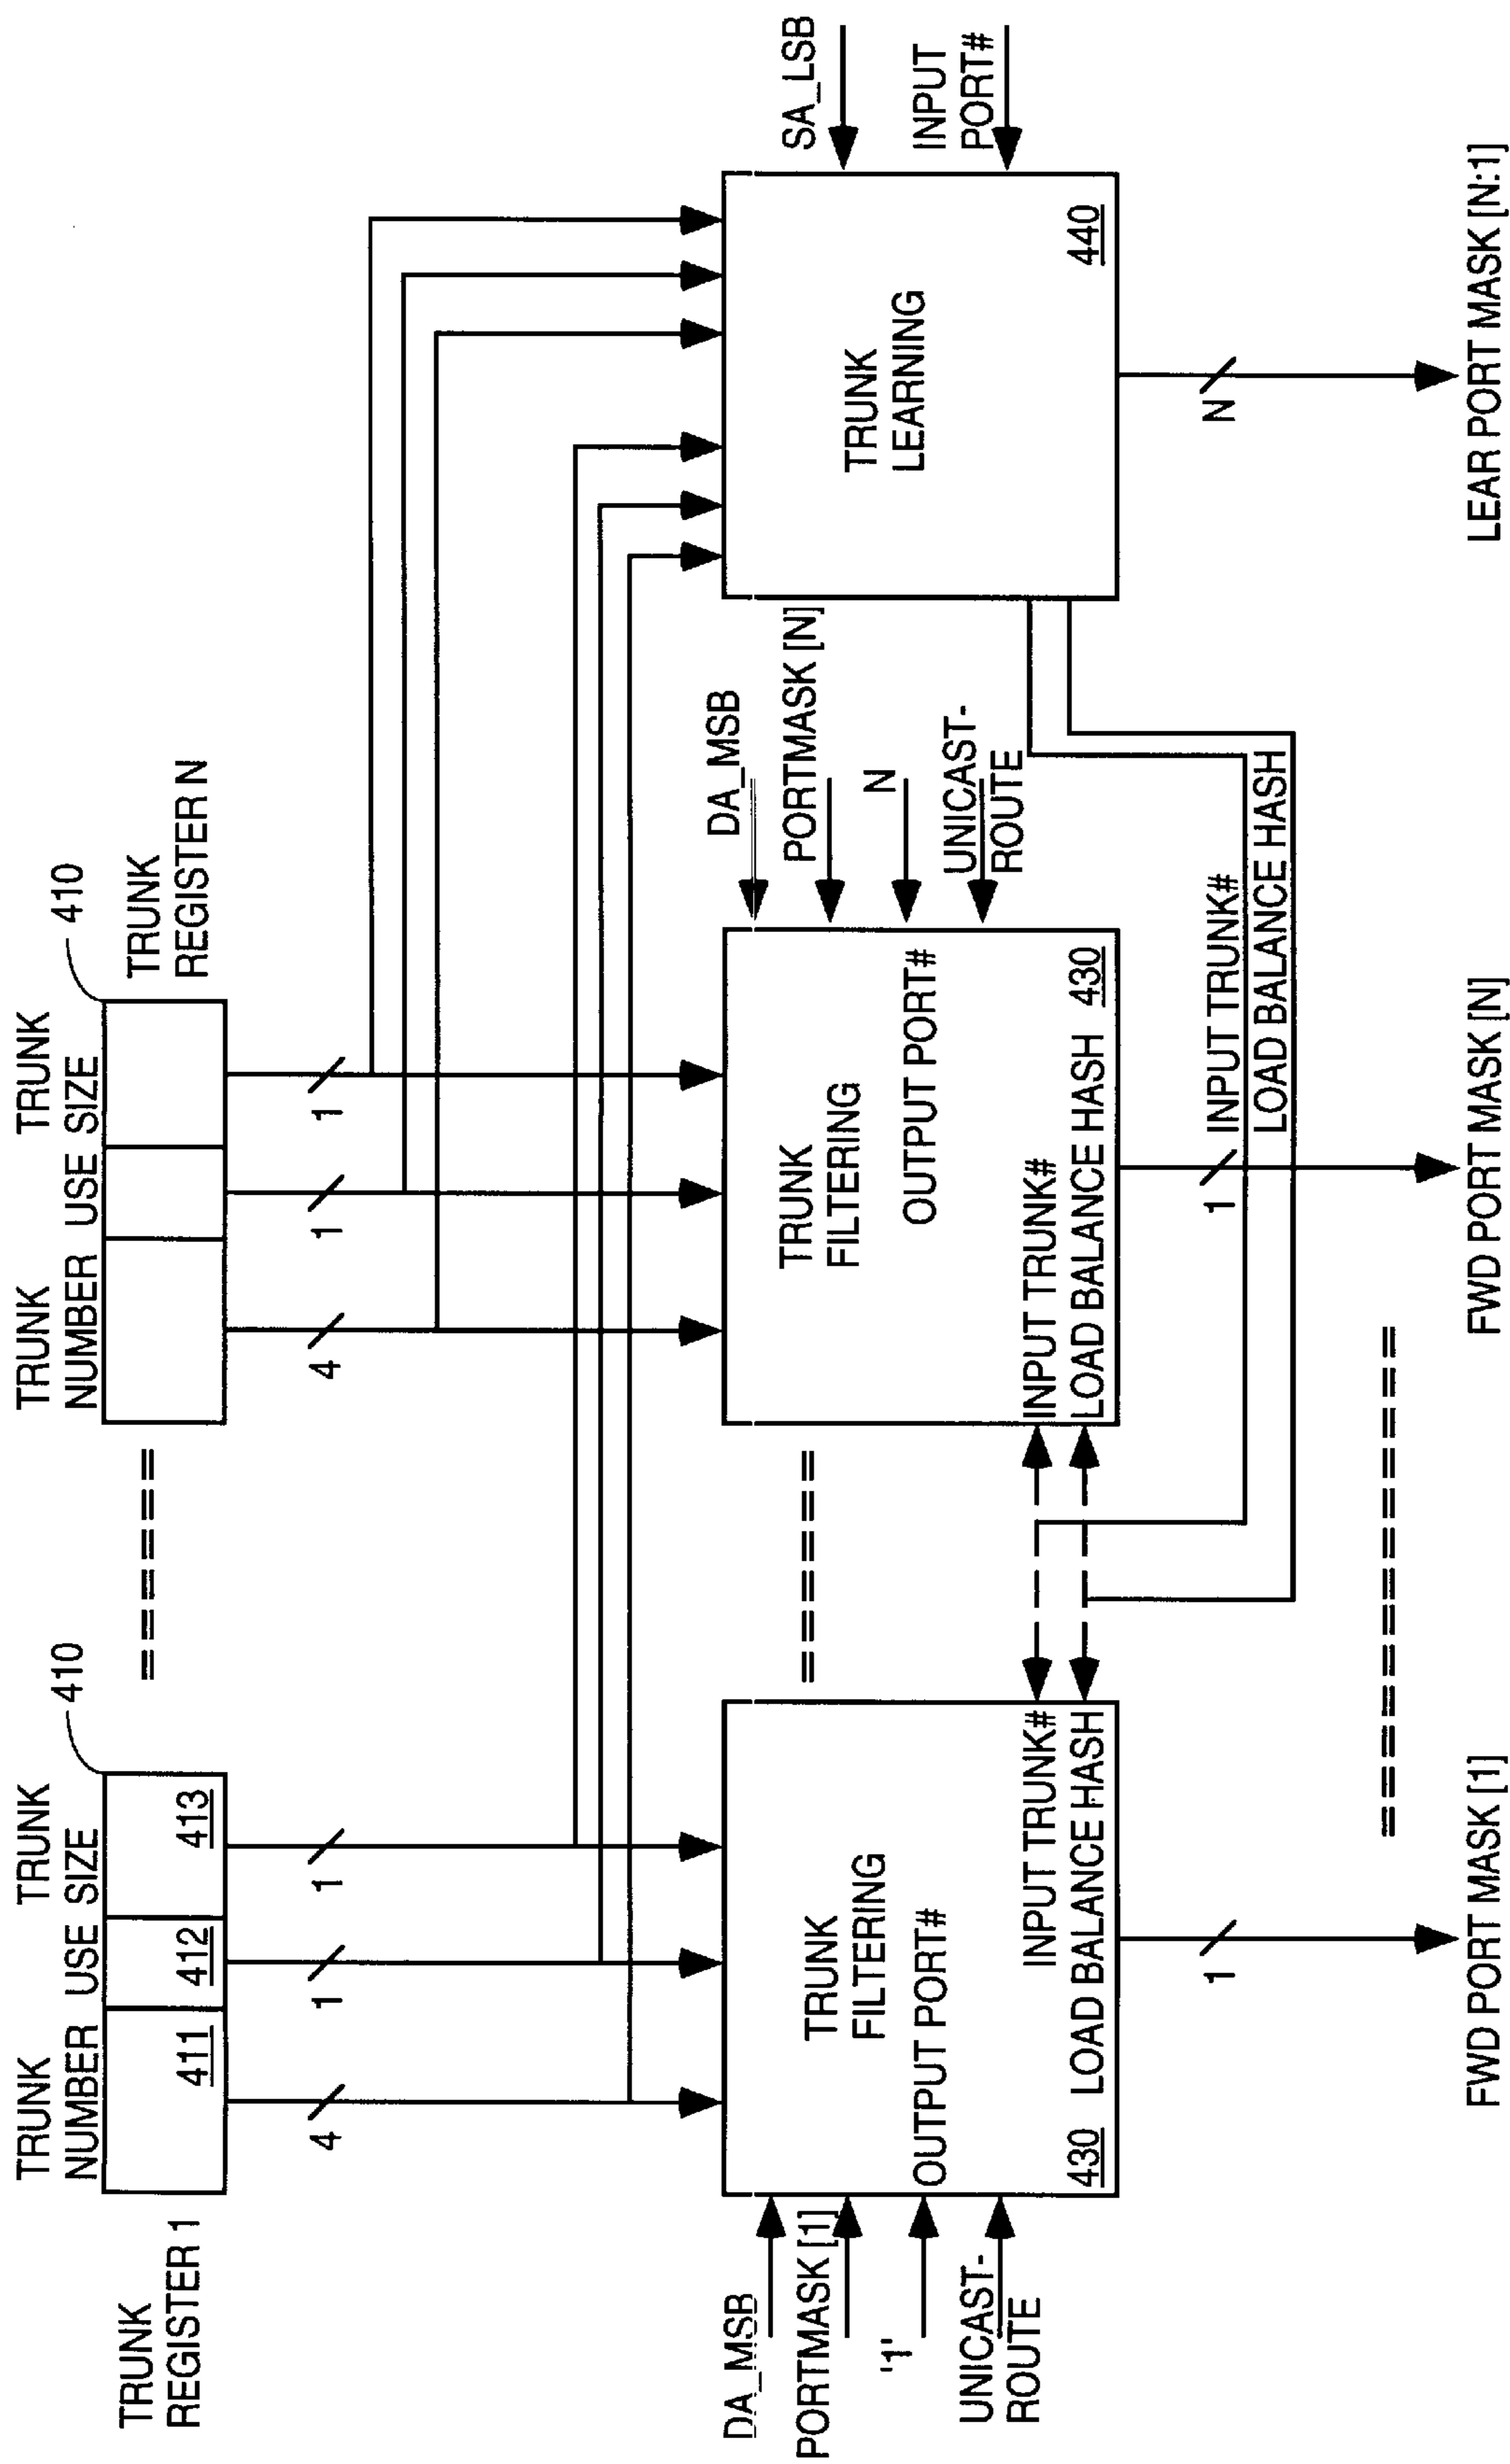 TRUNK
REGISTER 1
TRUNK
NUMBER
USE
TRUNK
SIZE
410
411
412
413
4
1
1
TRUNK
NUMBER
USE
TRUNK
SIZE
410
TRUNK
REGISTER N
4
1
1
DA_MSB
PORTMASK [1]
'1'
UNICAST-
ROUTE
TRUNK
FILTERING
OUTPUT PORT#
INPUT TRUNK#
430
LOAD BALANCE HASH
TRUNK
FILTERING
OUTPUT PORT#
INPUT TRUNK#
LOAD BALANCE HASH
430
DA_MSB
PORTMASK [N]
N
UNICAST-
ROUTE
TRUNK
LEARNING
440
SA_LSB
INPUT
PORT#
INPUT TRUNK#
LOAD BALANCE HASH
1
1
N
FWD PORT MASK [1]
FWD PORT MASK [N]
LEAR PORT MASK [N:1]